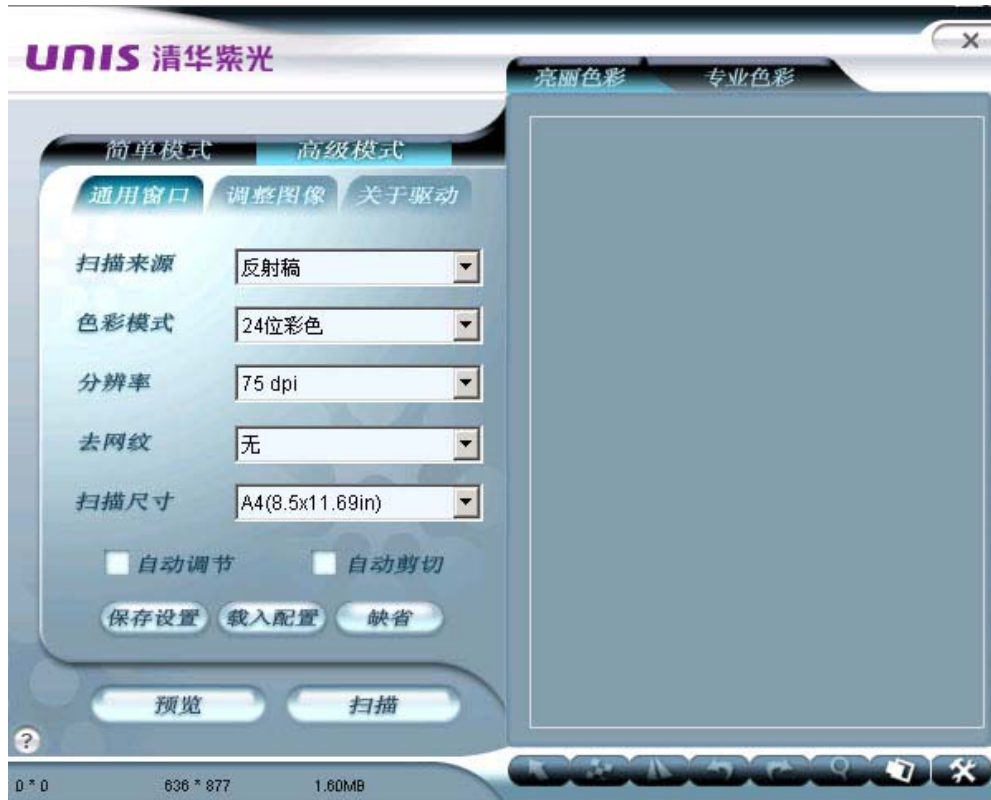 UNIS 清华紫光
亮丽色彩 专业色彩
简单模式 高级模式
通用窗口 调整图像 关于驱动
扫描来源 反射稿
色彩模式 24位彩色
分辨率 75 dpi
去网纹 无
扫描尺寸 A4(8.5x11.69in)
自动调节 自动剪切
保存设置 载入配置 缺省
预览 扫描
?
0 * 0 636 * 877 1.60MB